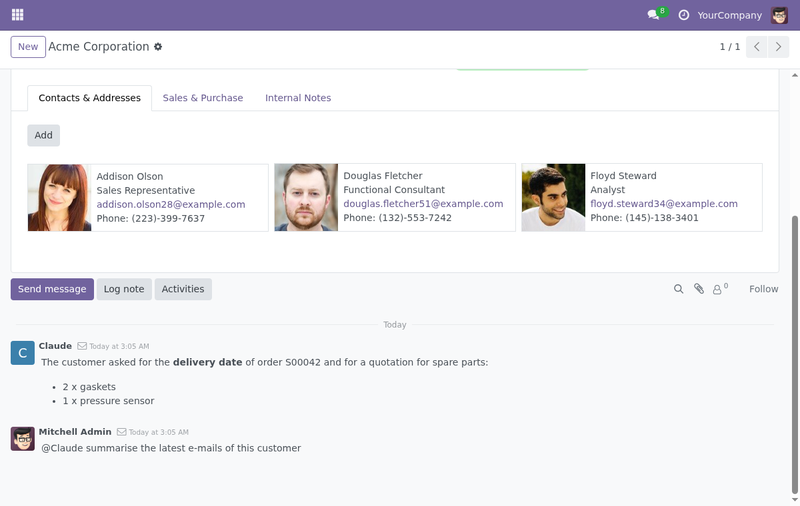 8
YourCompany
New
Acme Corporation
1 / 1
Contacts & Addresses
Sales & Purchase
Internal Notes
Add
Addison Olson
Sales Representative
addison.olson28@example.com
Phone: (223)-399-7637
Douglas Fletcher
Functional Consultant
douglas.fletcher51@example.com
Phone: (132)-553-7242
Floyd Steward
Analyst
floyd.steward34@example.com
Phone: (145)-138-3401
Send message
Log note
Activities
0
Follow
Today
C
Claude Today at 3:05 AM
The customer asked for the delivery date of order S00042 and for a quotation for spare parts:
• 2 x gaskets
• 1 x pressure sensor
Mitchell Admin Today at 3:05 AM
@Claude summarise the latest e-mails of this customer